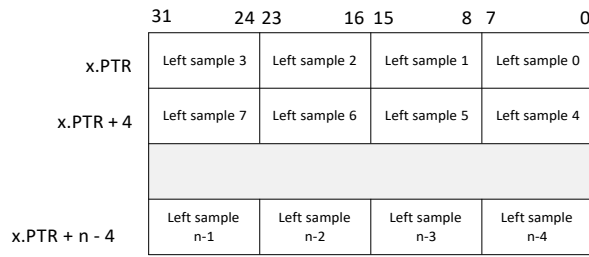 31 24 23 16 15 8 7 0
x.PTR Left sample 3 Left sample 2 Left sample 1 Left sample 0
x.PTR + 4 Left sample 7 Left sample 6 Left sample 5 Left sample 4
x.PTR + n - 4 Left sample n-1 Left sample n-2 Left sample n-3 Left sample n-4